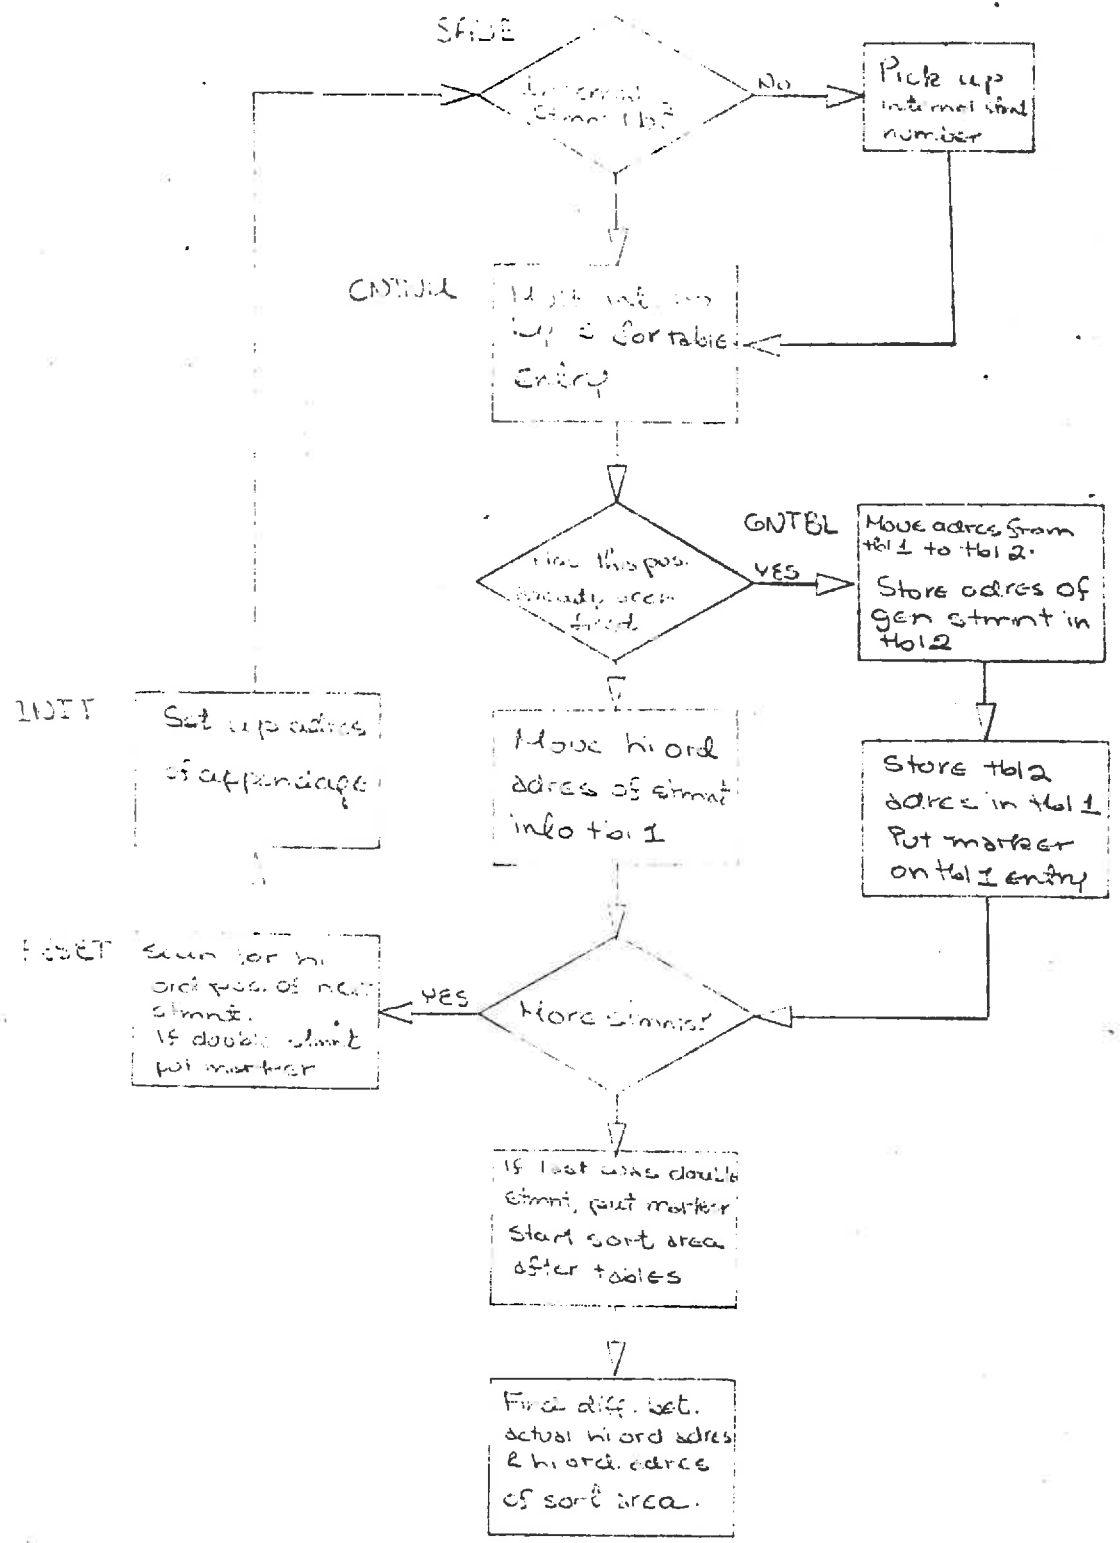 No
Pick up
internal stmt
number
Entry
for table
GNTBL
Move adres from
tbl 1 to tbl 2.
Store adres of
gen stmnt in
tbl 2
this pos.
YES
INIT
Set up adres
of appendage
Move hi ord
adres of stmnt
into tbl 1
Store tbl 2
adres in tbl 1
Put marker
on tbl 1 entry
RESET
Scan for hi
ord pos. of next
stmnt.
If double stmnt
put marker
YES
More stmnts?
If last was double
stmnt, put marker
Start sort area
after tables
Find diff. bet.
actual hi ord adres
& hi ord. adres
of sort area.